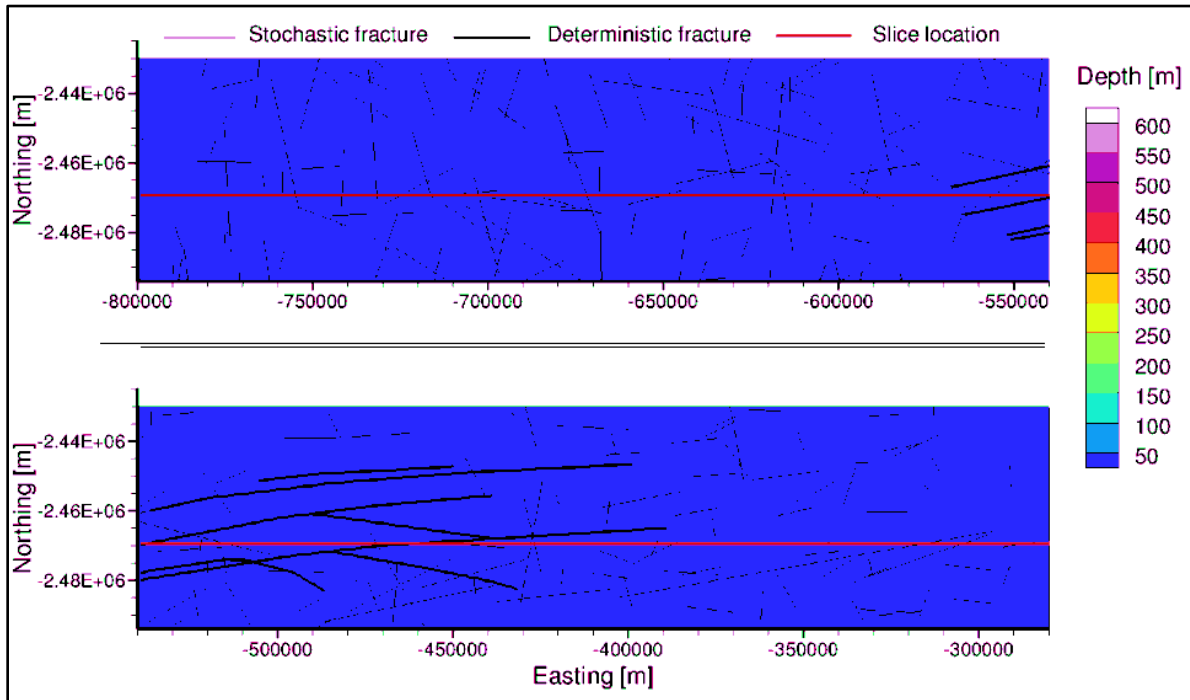 Stochastic fracture Deterministic fracture Slice location
Depth [m]
600
550
500
450
400
350
300
250
200
150
100
50
Northing [m]
-2.44E+06
-2.46E+06
-2.48E+06
-800000 -750000 -700000 -650000 -600000 -550000
Northing [m]
-2.44E+06
-2.46E+06
-2.48E+06
-500000 -450000 -400000 -350000 -300000
Easting [m]